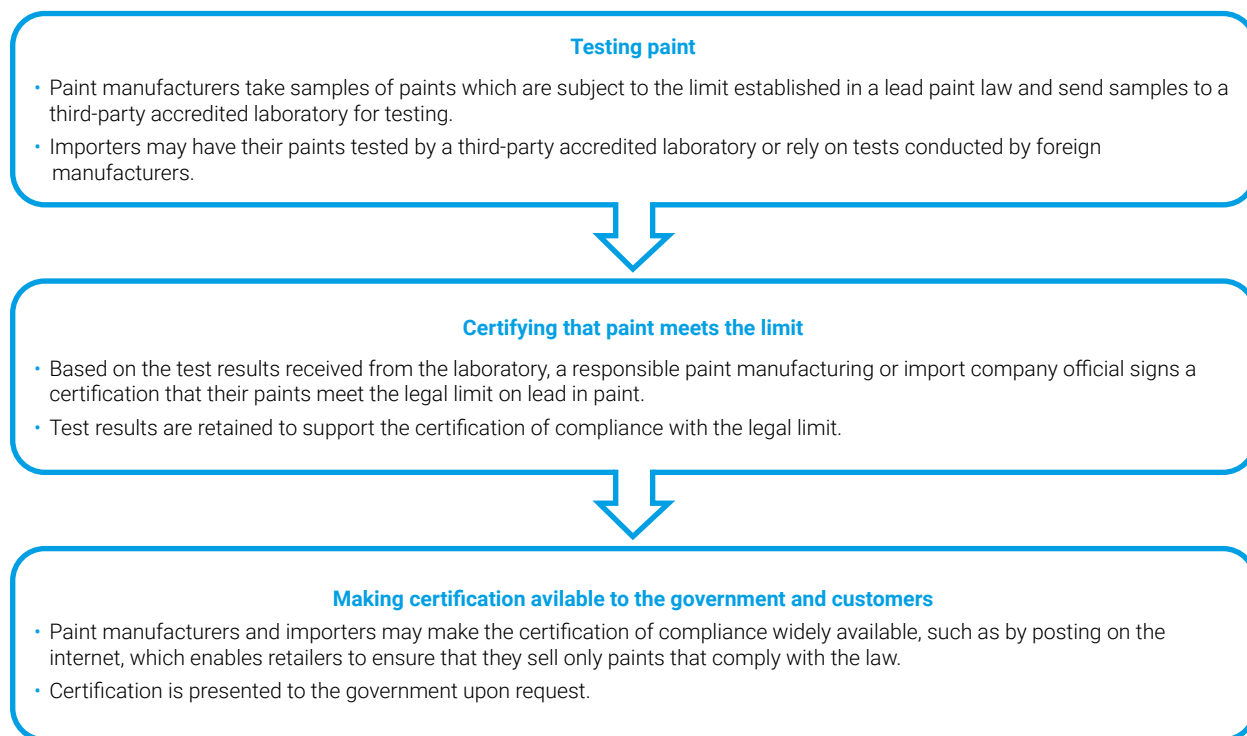 Testing paint
• Paint manufacturers take samples of paints which are subject to the limit established in a lead paint law and send samples to a
third-party accredited laboratory for testing.
• Importers may have their paints tested by a third-party accredited laboratory or rely on tests conducted by foreign
manufacturers.
Certifying that paint meets the limit
• Based on the test results received from the laboratory, a responsible paint manufacturing or import company official signs a
certification that their paints meet the legal limit on lead in paint.
• Test results are retained to support the certification of compliance with the legal limit.
Making certification avilable to the government and customers
• Paint manufacturers and importers may make the certification of compliance widely available, such as by posting on the
internet, which enables retailers to ensure that they sell only paints that comply with the law.
• Certification is presented to the government upon request.